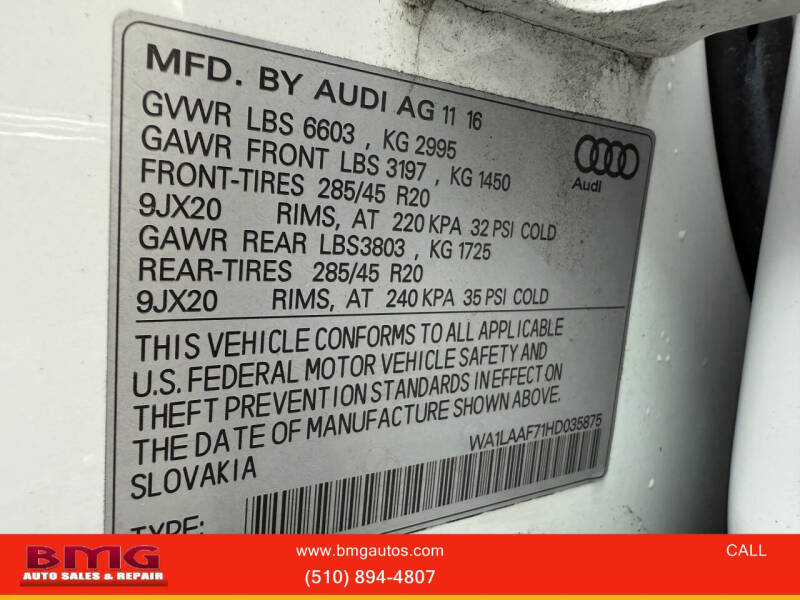 MFD. BY AUDI AG 11 16
GVWR LBS 6603 , KG 2995
GAWR FRONT LBS 3197 , KG 1450
FRONT-TIRES 285/45 R20
9JX20 RIMS, AT 220 KPA 32 PSI COLD
GAWR REAR LBS3803 , KG 1725
REAR-TIRES 285/45 R20
9JX20 RIMS, AT 240 KPA 35 PSI COLD
Audi
THIS VEHICLE CONFORMS TO ALL APPLICABLE
U.S. FEDERAL MOTOR VEHICLE SAFETY AND
THEFT PREVENTION STANDARDS IN EFFECT ON
THE DATE OF MANUFACTURE SHOWN ABOVE.
SLOVAKIA
WA1LAAF71HD035875
TYPE:
BMG
AUTO SALES & REPAIR
www.bmgautos.com
(510) 894-4807
CALL